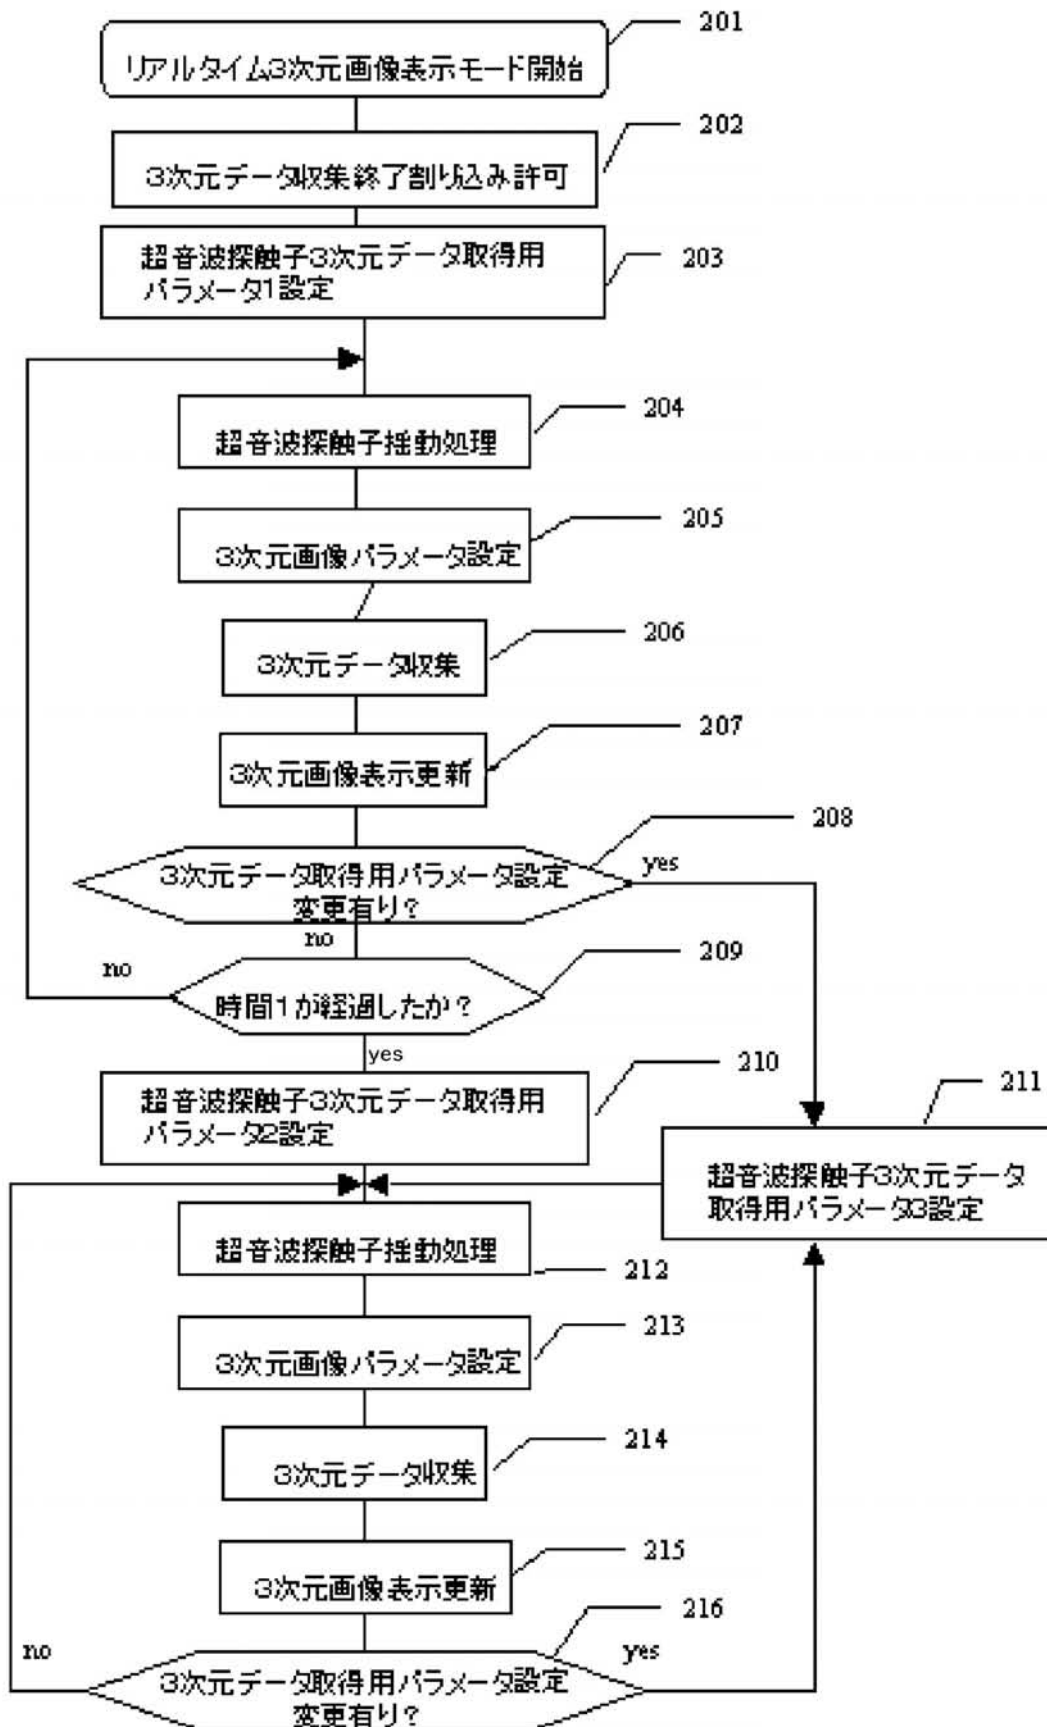 201
リアルタイム3次元画像表示モード開始
202
3次元データ収集終了割り込み許可
超音波探触子3次元データ取得用
パラメータ1設定
203
204
超音波探触子揺動処理
205
3次元画像パラメータ設定
206
3次元データ収集
207
3次元画像表示更新
208
yes
3次元データ取得用パラメータ設定
変更有り?
no
no
209
時間1が経過したか?
yes
210
超音波探触子3次元データ取得用
パラメータ2設定
211
超音波探触子3次元データ
取得用パラメータ3設定
超音波探触子揺動処理
212
213
3次元画像パラメータ設定
214
3次元データ収集
215
3次元画像表示更新
216
no
yes
3次元データ取得用パラメータ設定
変更有り?